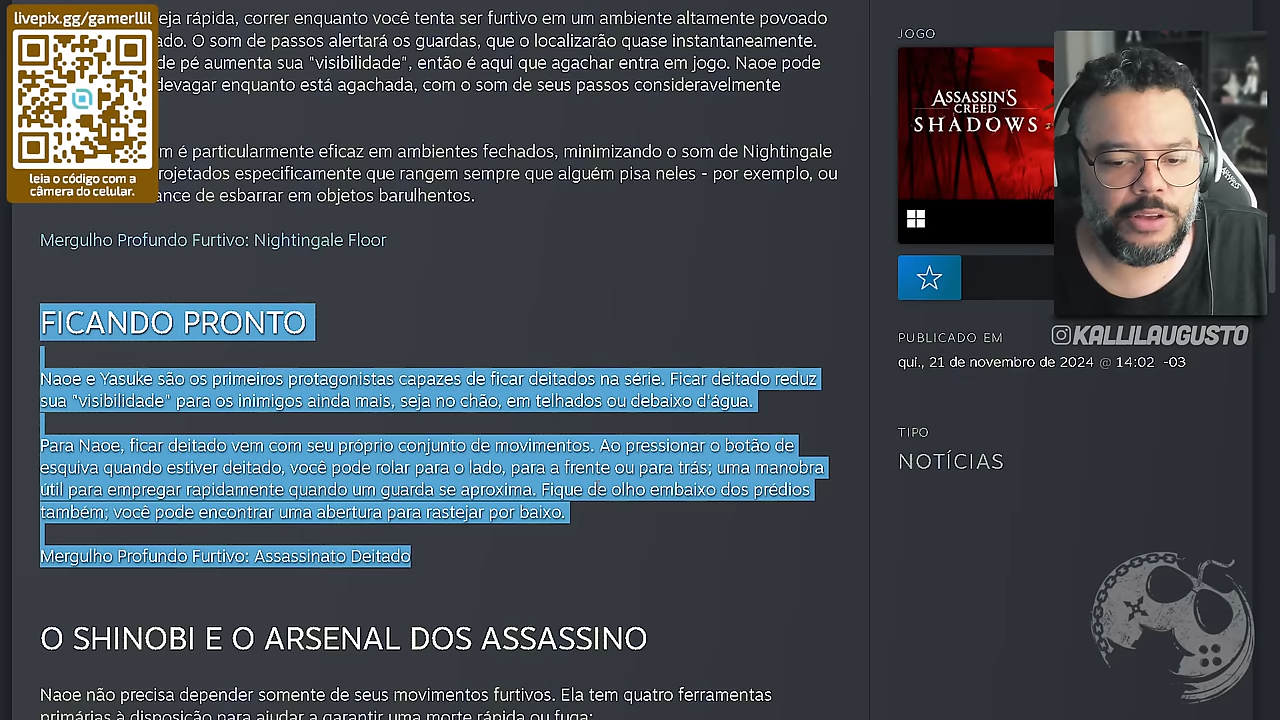 livepix.gg/gamerllll
leia o código com a
câmera do celular.
eja rápida, correr enquanto você tenta ser furtivo em um ambiente altamente povoado
ado. O som de passos alertará os guardas, que o localizarão quase instantaneamente.
de pé aumenta sua "visibilidade", então é aqui que agachar entra em jogo. Naoe pode
devagar enquanto está agachada, com o som de seus passos consideravelmente
m é particularmente eficaz em ambientes fechados, minimizando o som de Nightingale
rojetados especificamente que rangem sempre que alguém pisa neles - por exemplo, ou
ance de esbarrar em objetos barulhentos.
Mergulho Profundo Furtivo: Nightingale Floor
FICANDO PRONTO
Naoe e Yasuke são os primeiros protagonistas capazes de ficar deitados na série. Ficar deitado reduz
sua "visibilidade" para os inimigos ainda mais, seja no chão, em telhados ou debaixo d'água.
Para Naoe, ficar deitado vem com seu próprio conjunto de movimentos. Ao pressionar o botão de
esquiva quando estiver deitado, você pode rolar para o lado, para a frente ou para trás; uma manobra
útil para empregar rapidamente quando um guarda se aproxima. Fique de olho embaixo dos prédios
também; você pode encontrar uma abertura para rastejar por baixo.
Mergulho Profundo Furtivo: Assassinato Deitado
O SHINOBI E O ARSENAL DOS ASSASSINO
Naoe não precisa depender somente de seus movimentos furtivos. Ela tem quatro ferramentas
primárias à disposição para ajudar a garantir uma morte rápida ou fuga:
JOGO
ASSASSIN'S
CREED
SHADOWS
KALLILAUGUSTO
PUBLICADO EM
qui., 21 de novembro de 2024 @ 14:02 -03
TIPO
NOTÍCIAS